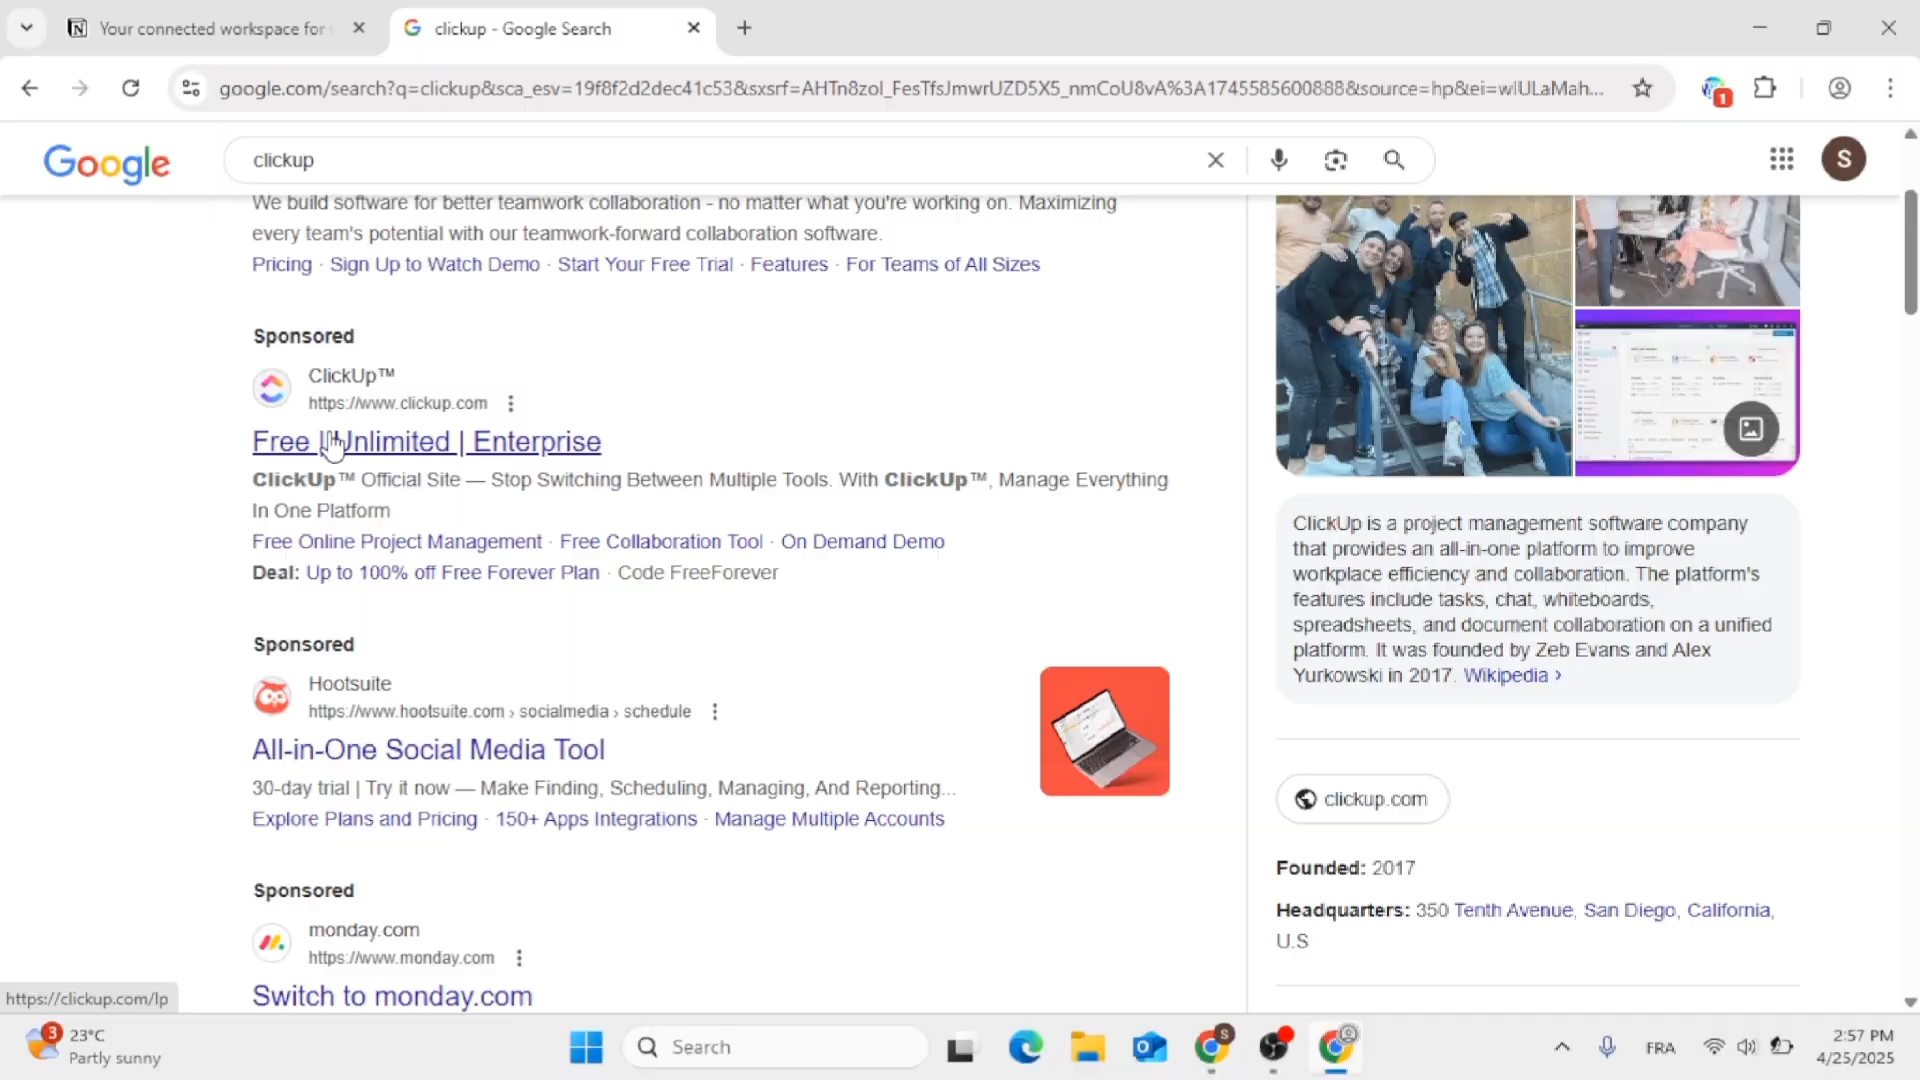 Your connected workspace for
clickup - Google Search
google.com/search?q=clickup&sca_esv=19f8f2d2dec41c53&sxsrf=AHTn8zol_FesTfsJmwrUZD5X5_nmCoU8vA%3A1745585600888&source=hp&ei=wlULaMah...
1
Google
clickup
S
We build software for better teamwork collaboration - no matter what you're working on. Maximizing
every team's potential with our teamwork-forward collaboration software.
Pricing · Sign Up to Watch Demo · Start Your Free Trial · Features · For Teams of All Sizes
Sponsored
ClickUp™
https://www.clickup.com
Free | Unlimited | Enterprise
ClickUp™ Official Site — Stop Switching Between Multiple Tools. With ClickUp™, Manage Everything
In One Platform
Free Online Project Management · Free Collaboration Tool · On Demand Demo
Deal: Up to 100% off Free Forever Plan · Code FreeForever
Sponsored
Hootsuite
https://www.hootsuite.com › socialmedia › schedule
All-in-One Social Media Tool
30-day trial | Try it now — Make Finding, Scheduling, Managing, And Reporting...
Explore Plans and Pricing · 150+ Apps Integrations · Manage Multiple Accounts
Sponsored
monday.com
https://www.monday.com
Switch to monday.com
ClickUp is a project management software company
that provides an all-in-one platform to improve
workplace efficiency and collaboration. The platform's
features include tasks, chat, whiteboards,
spreadsheets, and document collaboration on a unified
platform. It was founded by Zeb Evans and Alex
Yurkowski in 2017. Wikipedia ›
clickup.com
Founded: 2017
Headquarters: 350 Tenth Avenue, San Diego, California,
U.S
https://clickup.com/lp
3
23°C
Partly sunny
Search
S
FRA
2:57 PM
4/25/2025